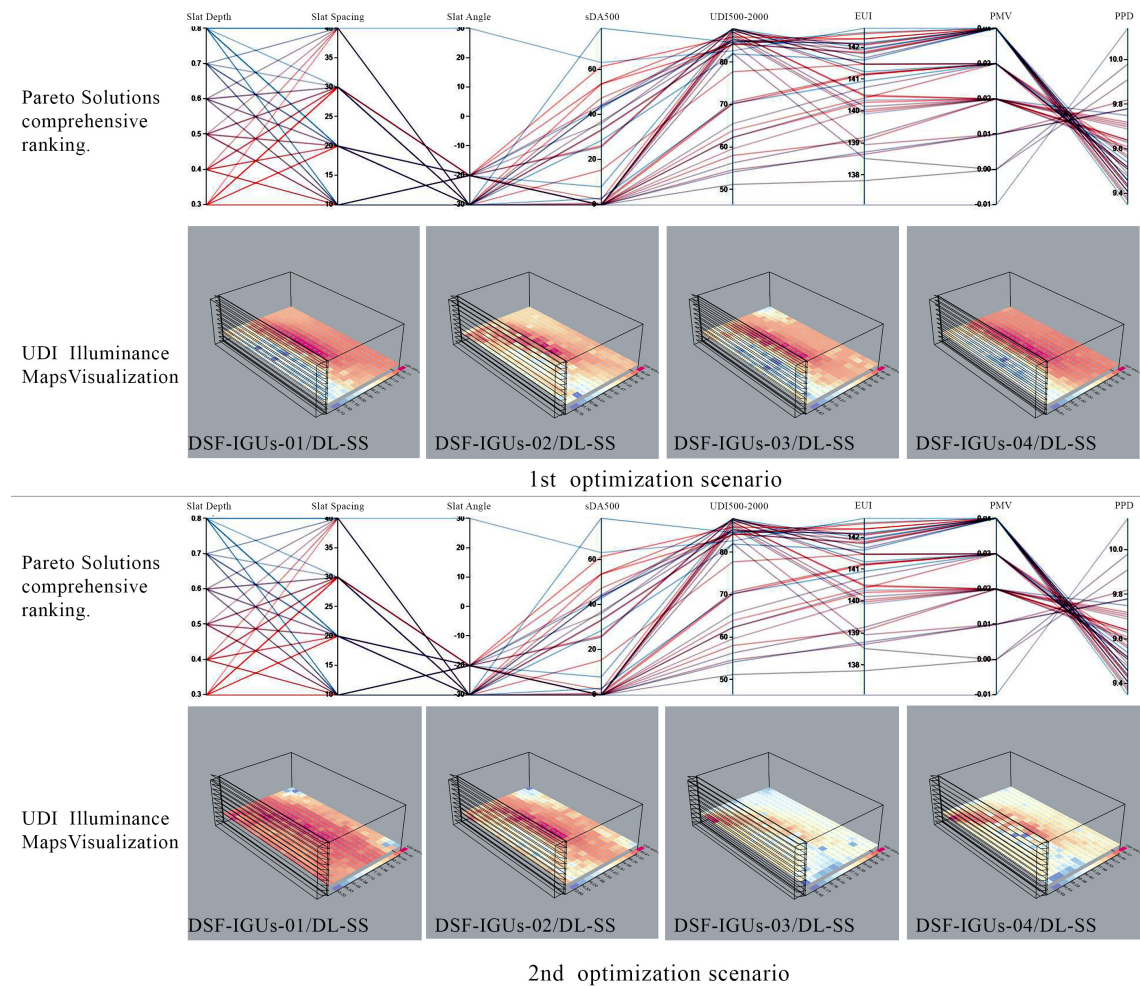 Slat Depth Slat Spacing Slat Angle sDA500 UDI500-2000 EUI PMV PPD
0.8 40 30 0.04
142 10.0
0.7 35 20 60 80 0.03
141
30 10 9.8
0.6 0.02
25 0 40 70 140
0.5 0.01 9.6
20 -10 60 139
0.4 20 0.00
15 -20 138 9.4
50
0.3 10 -30 0 -0.01
Pareto Solutions
comprehensive
ranking.
UDI Illuminance
MapsVisualization
DSF-IGUs-01/DL-SS DSF-IGUs-02/DL-SS DSF-IGUs-03/DL-SS DSF-IGUs-04/DL-SS
1st optimization scenario
Slat Depth Slat Spacing Slat Angle sDA500 UDI500-2000 EUI PMV PPD
0.8 40 30 0.04
142 10.0
0.7 35 20 60 80 0.03
141
30 10 9.8
0.6 0.02
25 0 40 70 140
0.5 0.01 9.6
20 -10 60 139
0.4 20 0.00
15 -20 138 9.4
50
0.3 10 -30 0 -0.01
Pareto Solutions
comprehensive
ranking.
UDI Illuminance
MapsVisualization
DSF-IGUs-01/DL-SS DSF-IGUs-02/DL-SS DSF-IGUs-03/DL-SS DSF-IGUs-04/DL-SS
2nd optimization scenario